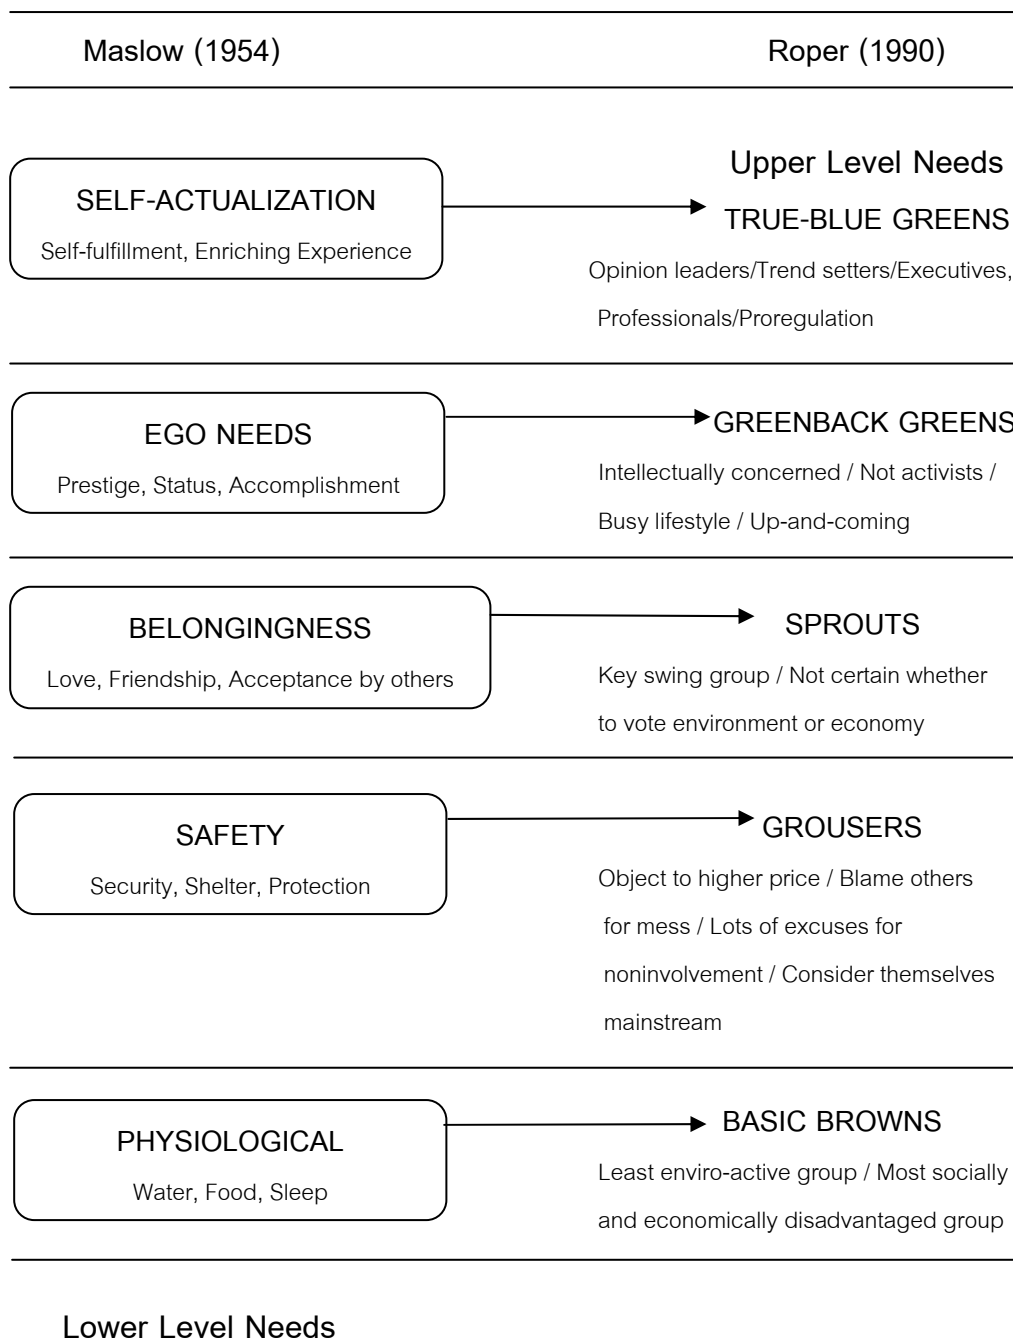 Maslow (1954)
Roper (1990)
Upper Level Needs
SELF-ACTUALIZATION
Self-fulfillment, Enriching Experience
TRUE-BLUE GREENS
Opinion leaders/Trend setters/Executives,
Professionals/Proregulation
EGO NEEDS
Prestige, Status, Accomplishment
GREENBACK GREENS
Intellectually concerned / Not activists /
Busy lifestyle / Up-and-coming
BELONGINGNESS
Love, Friendship, Acceptance by others
SPROUTS
Key swing group / Not certain whether
to vote environment or economy
SAFETY
Security, Shelter, Protection
GROUSERS
Object to higher price / Blame others
for mess / Lots of excuses for
noninvolvement / Consider themselves
mainstream
PHYSIOLOGICAL
Water, Food, Sleep
BASIC BROWNS
Least enviro-active group / Most socially
and economically disadvantaged group
Lower Level Needs